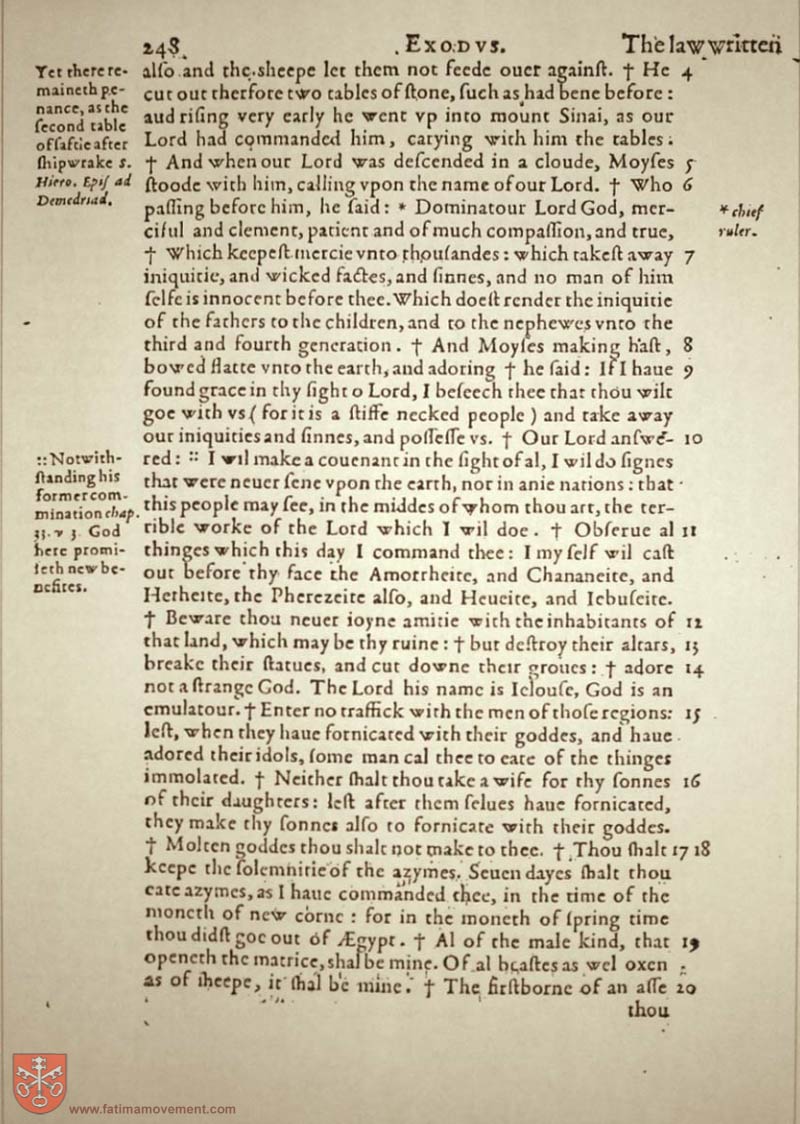 248 EXODVS. The law written
Yet there re-
maineth pe-
nance, as the
ſecond table
of ſaftie after
ſhipwrake S.
Hiero. Epiſ ad
Demedriad.
alſo and the ſheepe let them not feede ouer againſt. † He 4
cut out therfore two tables of ſtone, ſuch as had bene before:
aud riſing very early he went vp into mount Sinai, as our
Lord had commanded him, carying with him the tables.
† And when our Lord was deſcended in a cloude, Moyſes 5
ſtoode with him, calling vpon the name of our Lord. † Who 6
paſſing before him, he ſaid: * Dominatour Lord God, mer-
ciful and clement, patient and of much compaſſion, and true,
* chief
ruler.
† Which keepeſt mercie vnto thouſandes: which takeſt away 7
iniquitie, and wicked factes, and ſinnes, and no man of him
ſelfe is innocent before thee. Which doeſt render the iniquitie
of the fathers to the children, and to the nephewes vnto the
third and fourth generation. † And Moyſes making haſt, 8
bowed flatte vnto the earth, and adoring † he ſaid: If I haue 9
found grace in thy ſight o Lord, I beſeech thee that thou wilt
goe with vs (for it is a ſtiffe necked people) and take away
our iniquities and ſinnes, and poſſeſſe vs. † Our Lord anſwe- 10
red: :: I wil make a couenant in the ſight of al, I wil do ſignes
that were neuer ſene vpon the earth, nor in anie nations: that
this people may ſee, in the middes of whom thou art, the ter-
rible worke of the Lord which I wil doe. † Obſerue al 11
thinges which this day I command thee: I my ſelf wil caſt
out before thy face the Amorrheite, and Chananeite, and
Hetheite, the Pherezeite alſo, and Heueite, and Iebuſeite.
:: Notwith-
ſtanding his
former com-
mination chap.
33. v 3. God
here promi-
ſeth new be-
nefites.
† Beware thou neuer ioyne amitie with the inhabitants of 12
that land, which may be thy ruine: † but deſtroy their altars, 13
breake their ſtatues, and cut downe their groues: † adore 14
not a ſtrange God. The Lord his name is Ielouſe, God is an
emulatour. † Enter no traffick with the men of thoſe regions: 15
leſt, when they haue fornicated with their goddes, and haue
adored their idols, ſome man cal thee to eate of the thinges
immolated. † Neither ſhalt thou take a wife for thy ſonnes 16
of their daughters: leſt after them ſelues haue fornicated,
they make thy ſonnes alſo to fornicate with their goddes.
† Molten goddes thou shalt not make to thee. † Thou ſhalt 17 18
keepe the ſolemnitie of the azymes. Seuen dayes ſhalt thou
eate azymes, as I haue commanded thee, in the time of the
moneth of new corne: for in the moneth of ſpring time
thou didſt goe out of Ægypt. † Al of the male kind, that 19
openeth the matrice, shal be mine. Of al beaſtes as wel oxen
as of ſheepe, it ſhal be mine. † The firſtborne of an aſſe 20
thou
www.fatimamovement.com